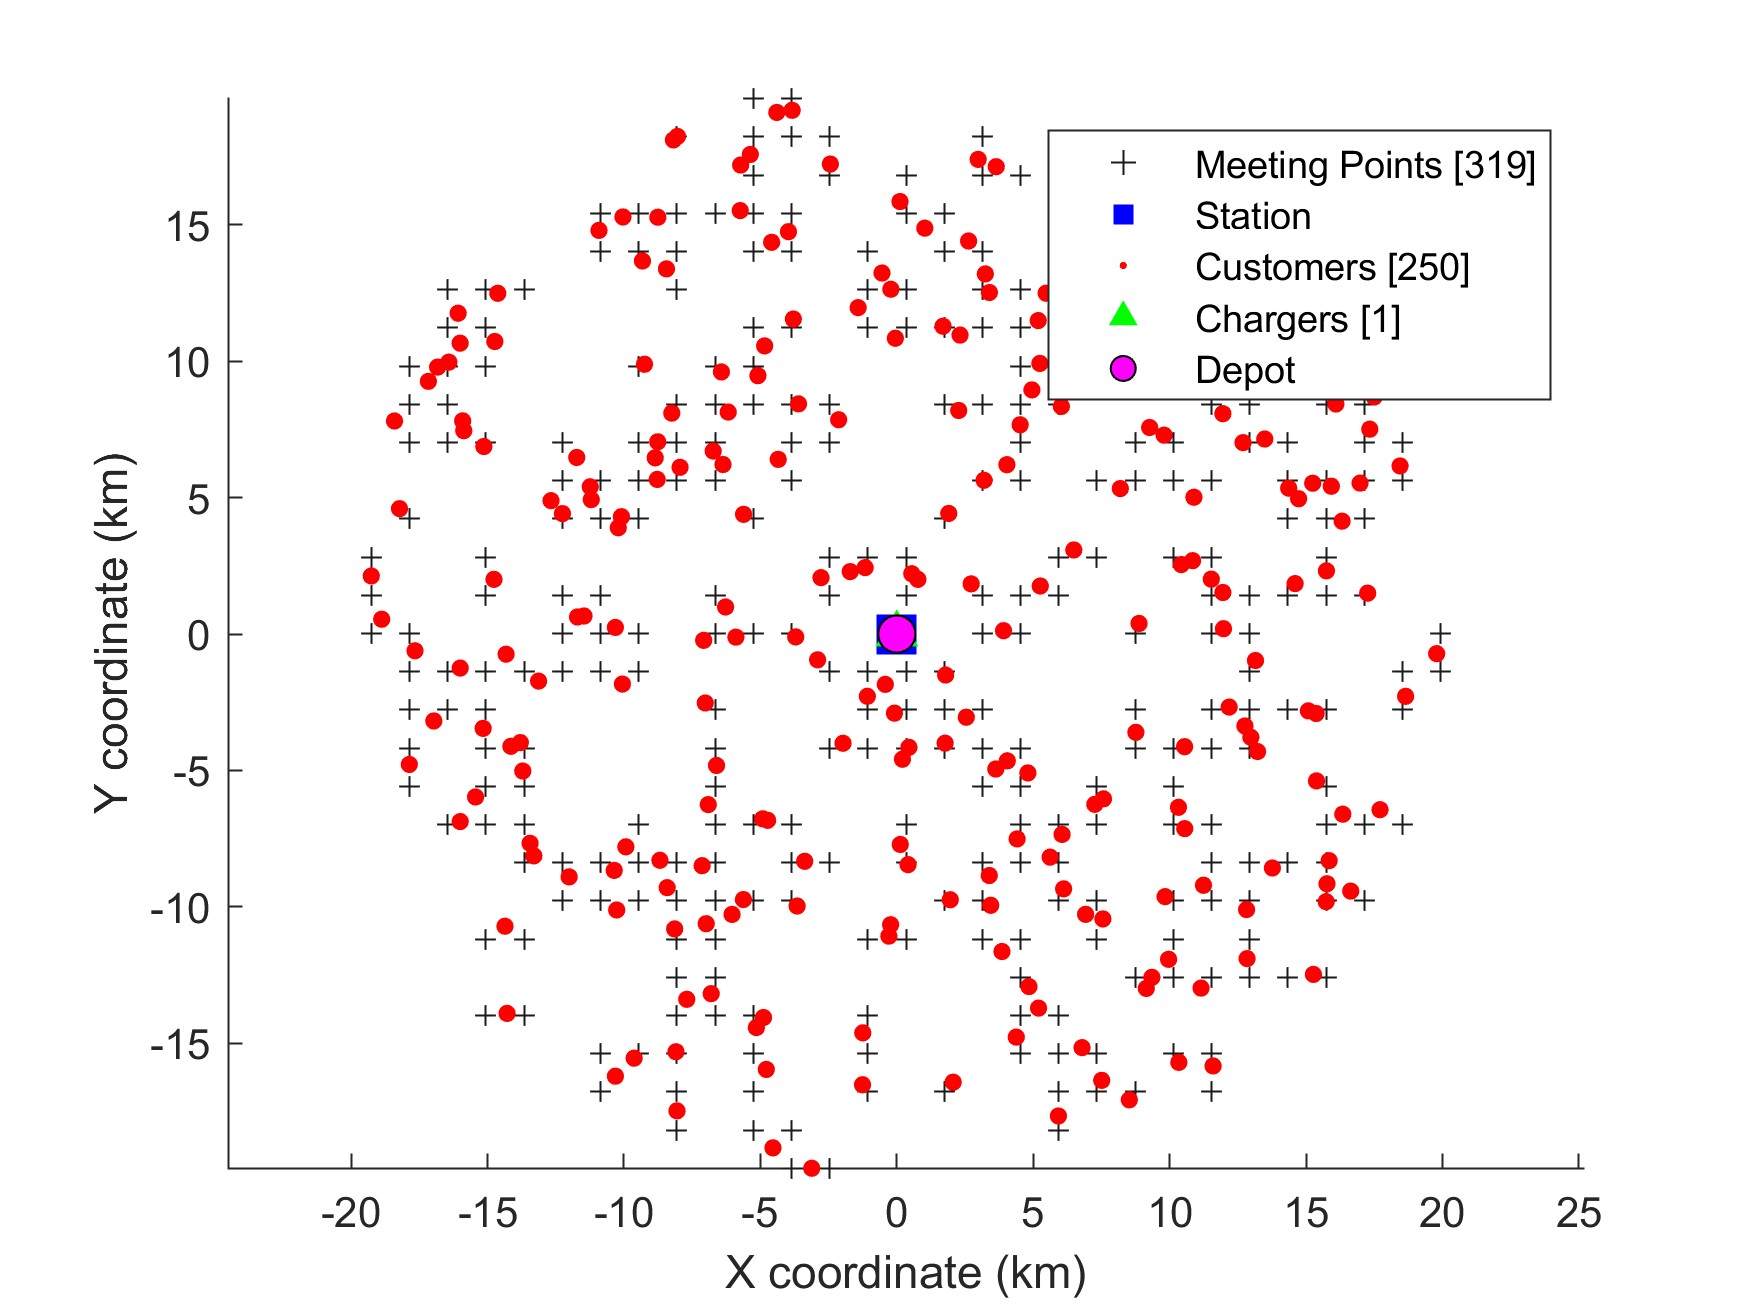 Meeting Points [319]
Station
Customers [250]
Chargers [1]
Depot
15
10
5
0
-5
-10
-15
Y coordinate (km)
-20 -15 -10 -5 0 5 10 15 20 25
X coordinate (km)